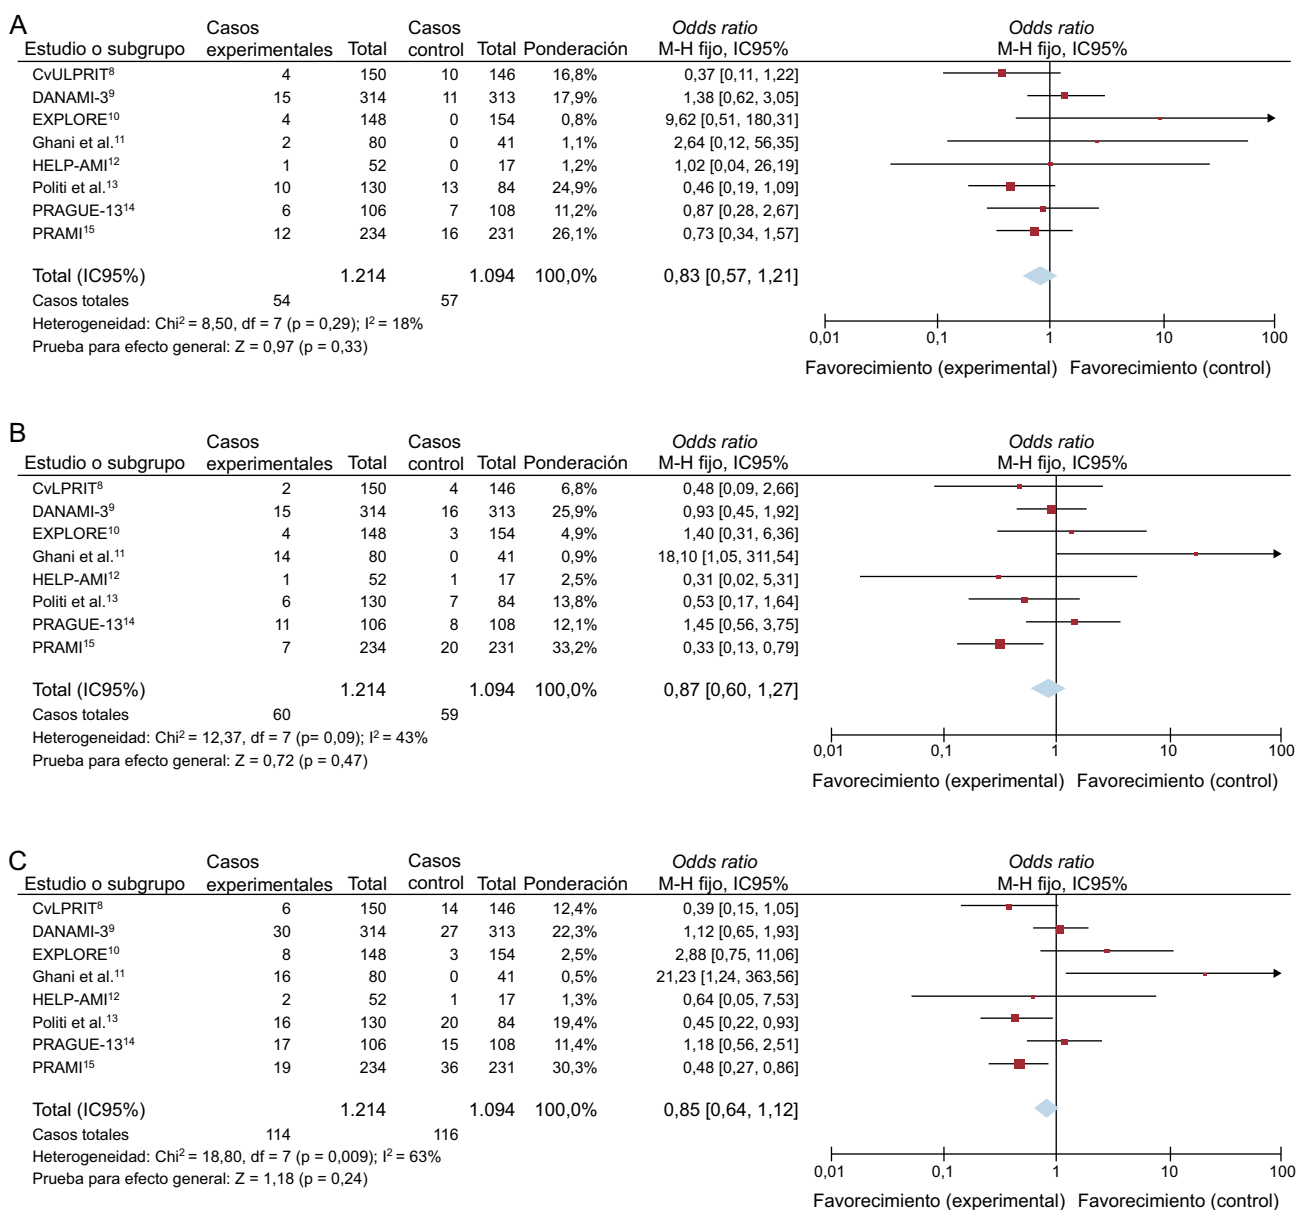 A
Casos Casos Odds ratio Odds ratio
Estudio o subgrupo experimentales Total control Total Ponderación M-H fijo, IC95% M-H fijo, IC95%
CvULPRIT⁸ 4 150 10 146 16,8% 0,37 [0,11, 1,22]
DANAMI-3⁹ 15 314 11 313 17,9% 1,38 [0,62, 3,05]
EXPLORE¹⁰ 4 148 0 154 0,8% 9,62 [0,51, 180,31]
Ghani et al.¹¹ 2 80 0 41 1,1% 2,64 [0,12, 56,35]
HELP-AMI¹² 1 52 0 17 1,2% 1,02 [0,04, 26,19]
Politi et al.¹³ 10 130 13 84 24,9% 0,46 [0,19, 1,09]
PRAGUE-13¹⁴ 6 106 7 108 11,2% 0,87 [0,28, 2,67]
PRAMI¹⁵ 12 234 16 231 26,1% 0,73 [0,34, 1,57]
Total (IC95%) 1.214 1.094 100,0% 0,83 [0,57, 1,21]
Casos totales 54 57
Heterogeneidad: Chi² = 8,50, df = 7 (p = 0,29); I² = 18%
Prueba para efecto general: Z = 0,97 (p = 0,33)
0,01 0,1 1 10 100
Favorecimiento (experimental) Favorecimiento (control)
B
Casos Casos Odds ratio Odds ratio
Estudio o subgrupo experimentales Total control Total Ponderación M-H fijo, IC95% M-H fijo, IC95%
CvLPRIT⁸ 2 150 4 146 6,8% 0,48 [0,09, 2,66]
DANAMI-3⁹ 15 314 16 313 25,9% 0,93 [0,45, 1,92]
EXPLORE¹⁰ 4 148 3 154 4,9% 1,40 [0,31, 6,36]
Ghani et al.¹¹ 14 80 0 41 0,9% 18,10 [1,05, 311,54]
HELP-AMI¹² 1 52 1 17 2,5% 0,31 [0,02, 5,31]
Politi et al.¹³ 6 130 7 84 13,8% 0,53 [0,17, 1,64]
PRAGUE-13¹⁴ 11 106 8 108 12,1% 1,45 [0,56, 3,75]
PRAMI¹⁵ 7 234 20 231 33,2% 0,33 [0,13, 0,79]
Total (IC95%) 1.214 1.094 100,0% 0,87 [0,60, 1,27]
Casos totales 60 59
Heterogeneidad: Chi² = 12,37, df = 7 (p= 0,09); I² = 43%
Prueba para efecto general: Z = 0,72 (p = 0,47)
0,01 0,1 1 10 100
Favorecimiento (experimental) Favorecimiento (control)
C
Casos Casos Odds ratio Odds ratio
Estudio o subgrupo experimentales Total control Total Ponderación M-H fijo, IC95% M-H fijo, IC95%
CvLPRIT⁸ 6 150 14 146 12,4% 0,39 [0,15, 1,05]
DANAMI-3⁹ 30 314 27 313 22,3% 1,12 [0,65, 1,93]
EXPLORE¹⁰ 8 148 3 154 2,5% 2,88 [0,75, 11,06]
Ghani et al.¹¹ 16 80 0 41 0,5% 21,23 [1,24, 363,56]
HELP-AMI¹² 2 52 1 17 1,3% 0,64 [0,05, 7,53]
Politi et al.¹³ 16 130 20 84 19,4% 0,45 [0,22, 0,93]
PRAGUE-13¹⁴ 17 106 15 108 11,4% 1,18 [0,56, 2,51]
PRAMI¹⁵ 19 234 36 231 30,3% 0,48 [0,27, 0,86]
Total (IC95%) 1.214 1.094 100,0% 0,85 [0,64, 1,12]
Casos totales 114 116
Heterogeneidad: Chi² = 18,80, df = 7 (p = 0,009); I² = 63%
Prueba para efecto general: Z = 1,18 (p = 0,24)
0,01 0,1 1 10 100
Favorecimiento (experimental) Favorecimiento (control)